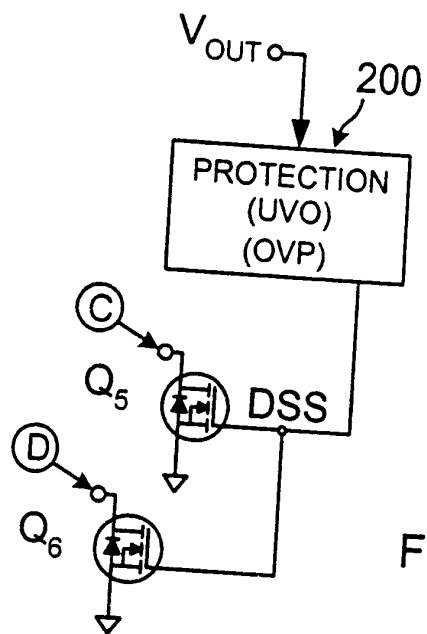 VOUT
200
PROTECTION
(UVO)
(OVP)
C
Q5
DSS
D
Q6
F